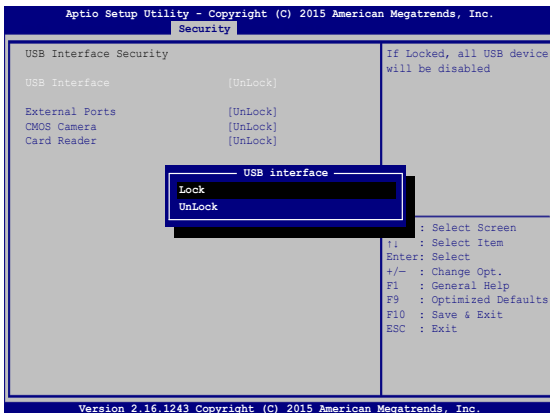 Aptio Setup Utility - Copyright (C) 2015 American Megatrends, Inc.
Security
USB Interface Security
USB Interface [UnLock]
External Ports [UnLock]
CMOS Camera [UnLock]
Card Reader [UnLock]
If Locked, all USB device
will be disabled
USB interface
Lock
UnLock
: Select Screen
↑↓ : Select Item
Enter: Select
+/— : Change Opt.
F1 : General Help
F9 : Optimized Defaults
F10 : Save & Exit
ESC : Exit
Version 2.16.1243 Copyright (C) 2015 American Megatrends, Inc.